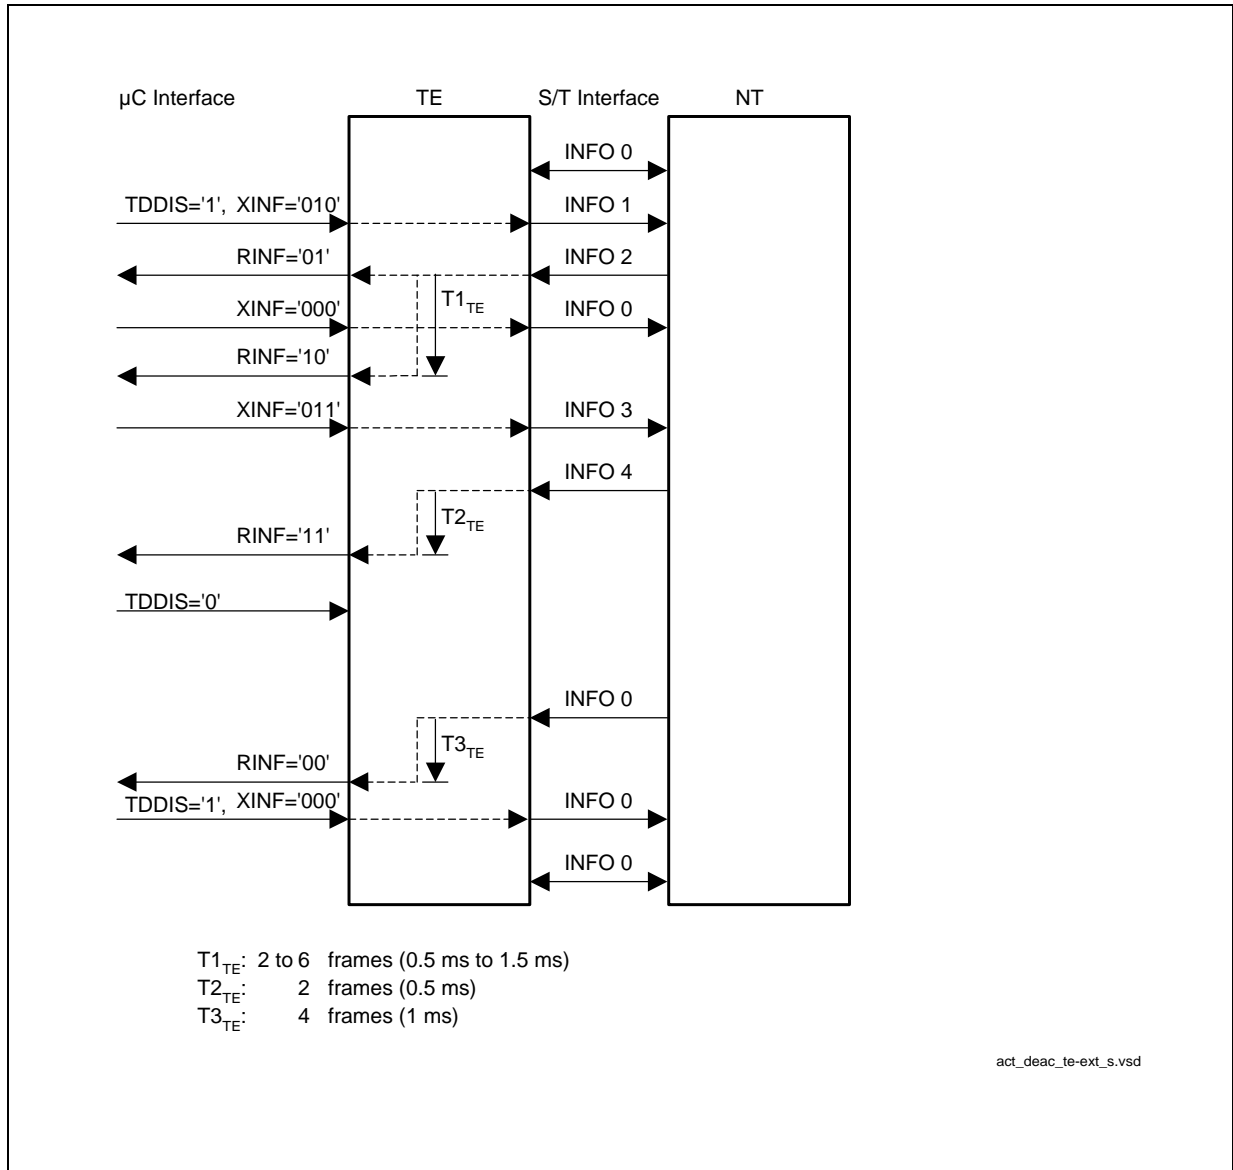 µC Interface TE S/T Interface NT
INFO 0
TDDIS='1', XINF='010' INFO 1
RINF='01' INFO 2
T1TE
XINF='000' INFO 0
RINF='10'
XINF='011' INFO 3
INFO 4
T2TE
RINF='11'
TDDIS='0'
INFO 0
T3TE
RINF='00'
TDDIS='1', XINF='000' INFO 0
INFO 0
T1TE: 2 to 6 frames (0.5 ms to 1.5 ms)
T2TE: 2 frames (0.5 ms)
T3TE: 4 frames (1 ms)
act_deac_te-ext_s.vsd